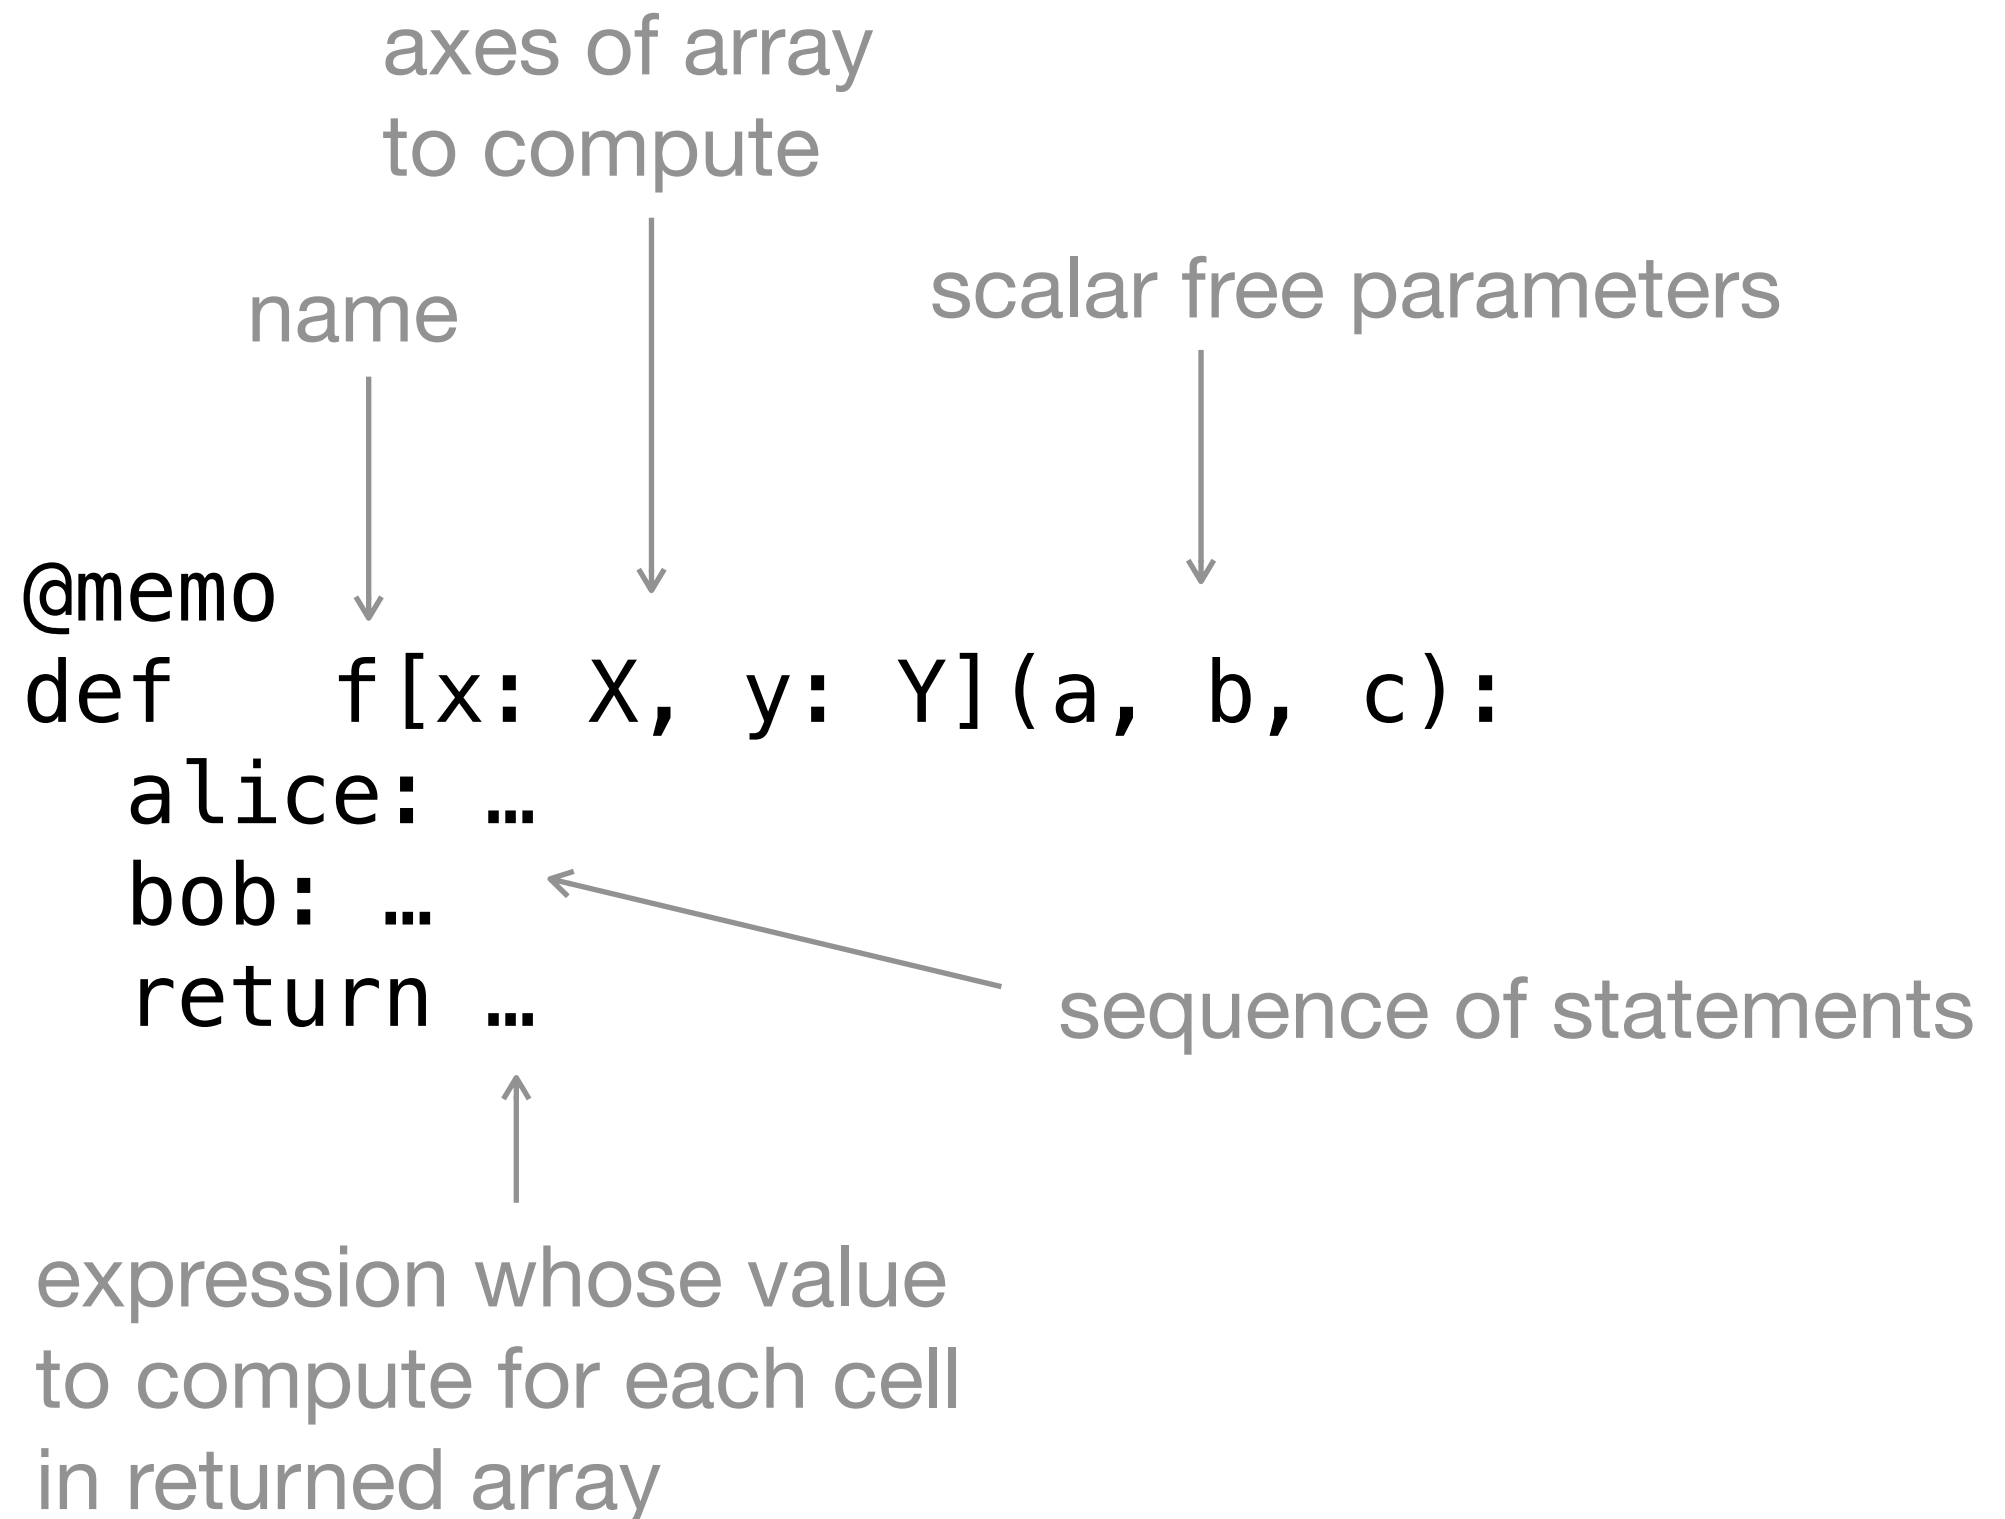 axes of array
to compute
name
scalar free parameters
@memo
def  f[x: X, y: Y](a, b, c):
  alice: …
  bob: …
  return …
sequence of statements
expression whose value
to compute for each cell
in returned array